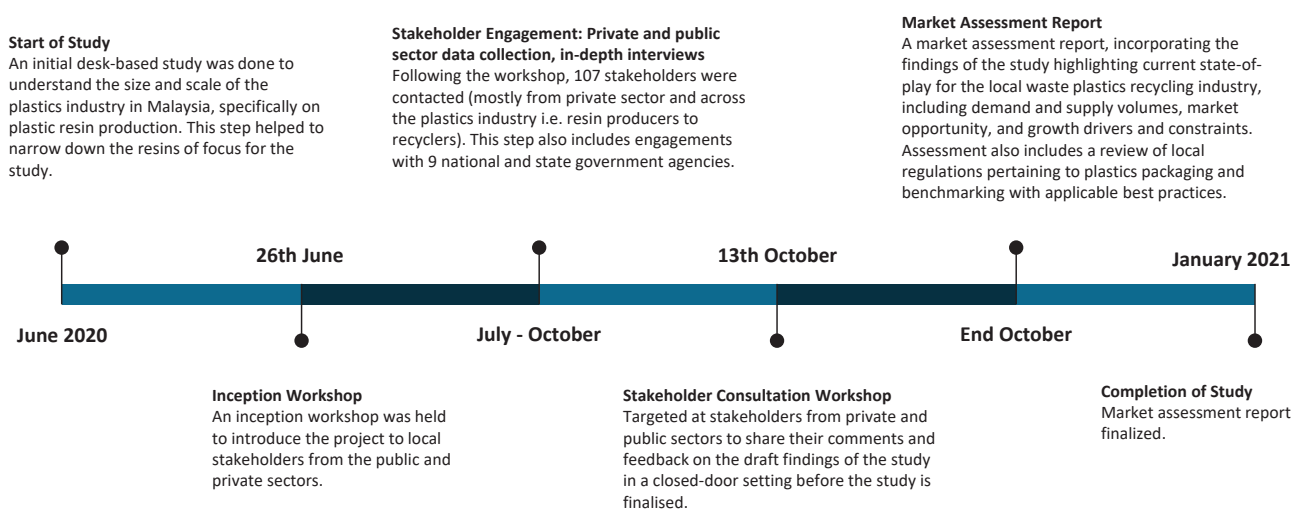 Start of Study
An initial desk-based study was done to
understand the size and scale of the
plastics industry in Malaysia, specifically on
plastic resin production. This step helped to
narrow down the resins of focus for the
study.
Stakeholder Engagement: Private and public
sector data collection, in-depth interviews
Following the workshop, 107 stakeholders were
contacted (mostly from private sector and across
the plastics industry i.e. resin producers to
recyclers). This step also includes engagements
with 9 national and state government agencies.
Market Assessment Report
A market assessment report, incorporating the
findings of the study highlighting current state-of-
play for the local waste plastics recycling industry,
including demand and supply volumes, market
opportunity, and growth drivers and constraints.
Assessment also includes a review of local
regulations pertaining to plastics packaging and
benchmarking with applicable best practices.
26th June
13th October
January 2021
June 2020
July - October
End October
Inception Workshop
An inception workshop was held
to introduce the project to local
stakeholders from the public and
private sectors.
Stakeholder Consultation Workshop
Targeted at stakeholders from private and
public sectors to share their comments and
feedback on the draft findings of the study
in a closed-door setting before the study is
finalised.
Completion of Study
Market assessment report
finalized.